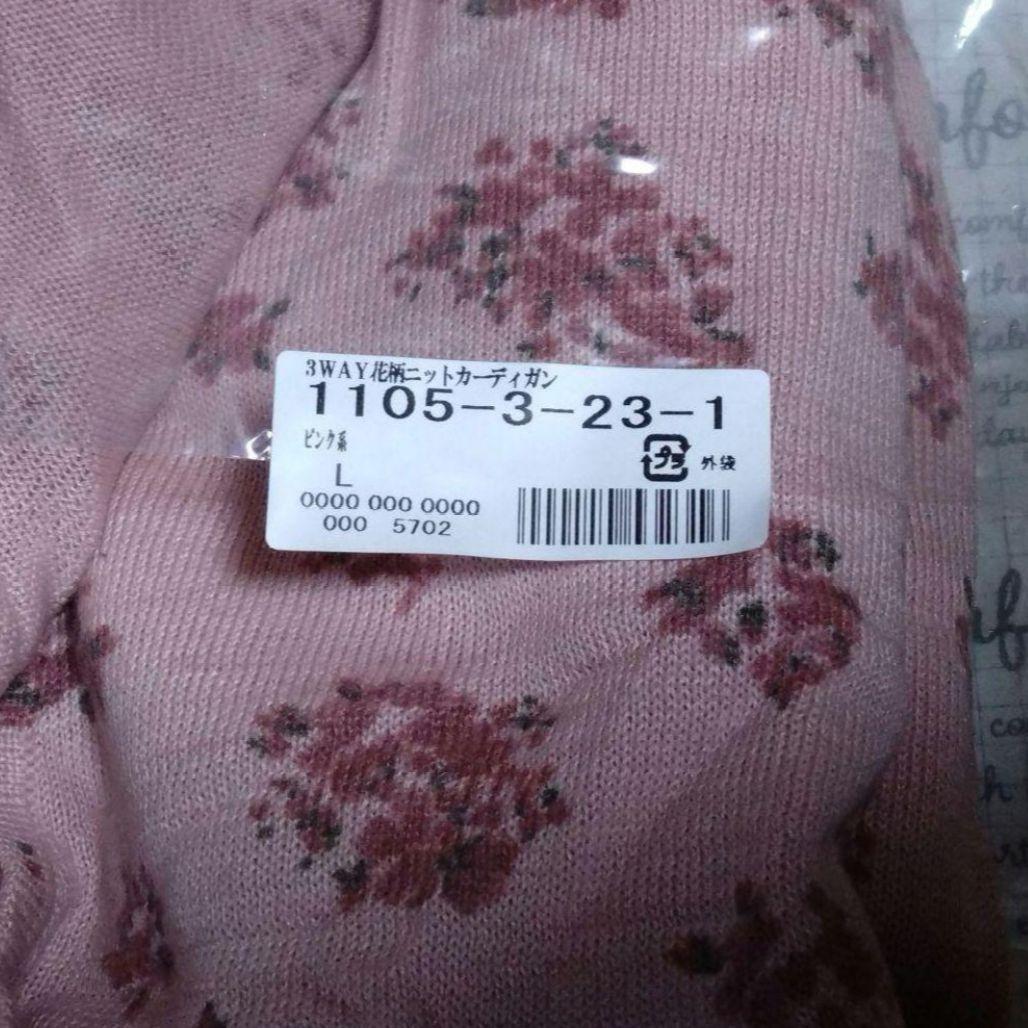 3WAY花柄ニットカーディガン
1105-3-23-1
ピンク系
プラ 外袋
L
0000 000 0000
000 5702